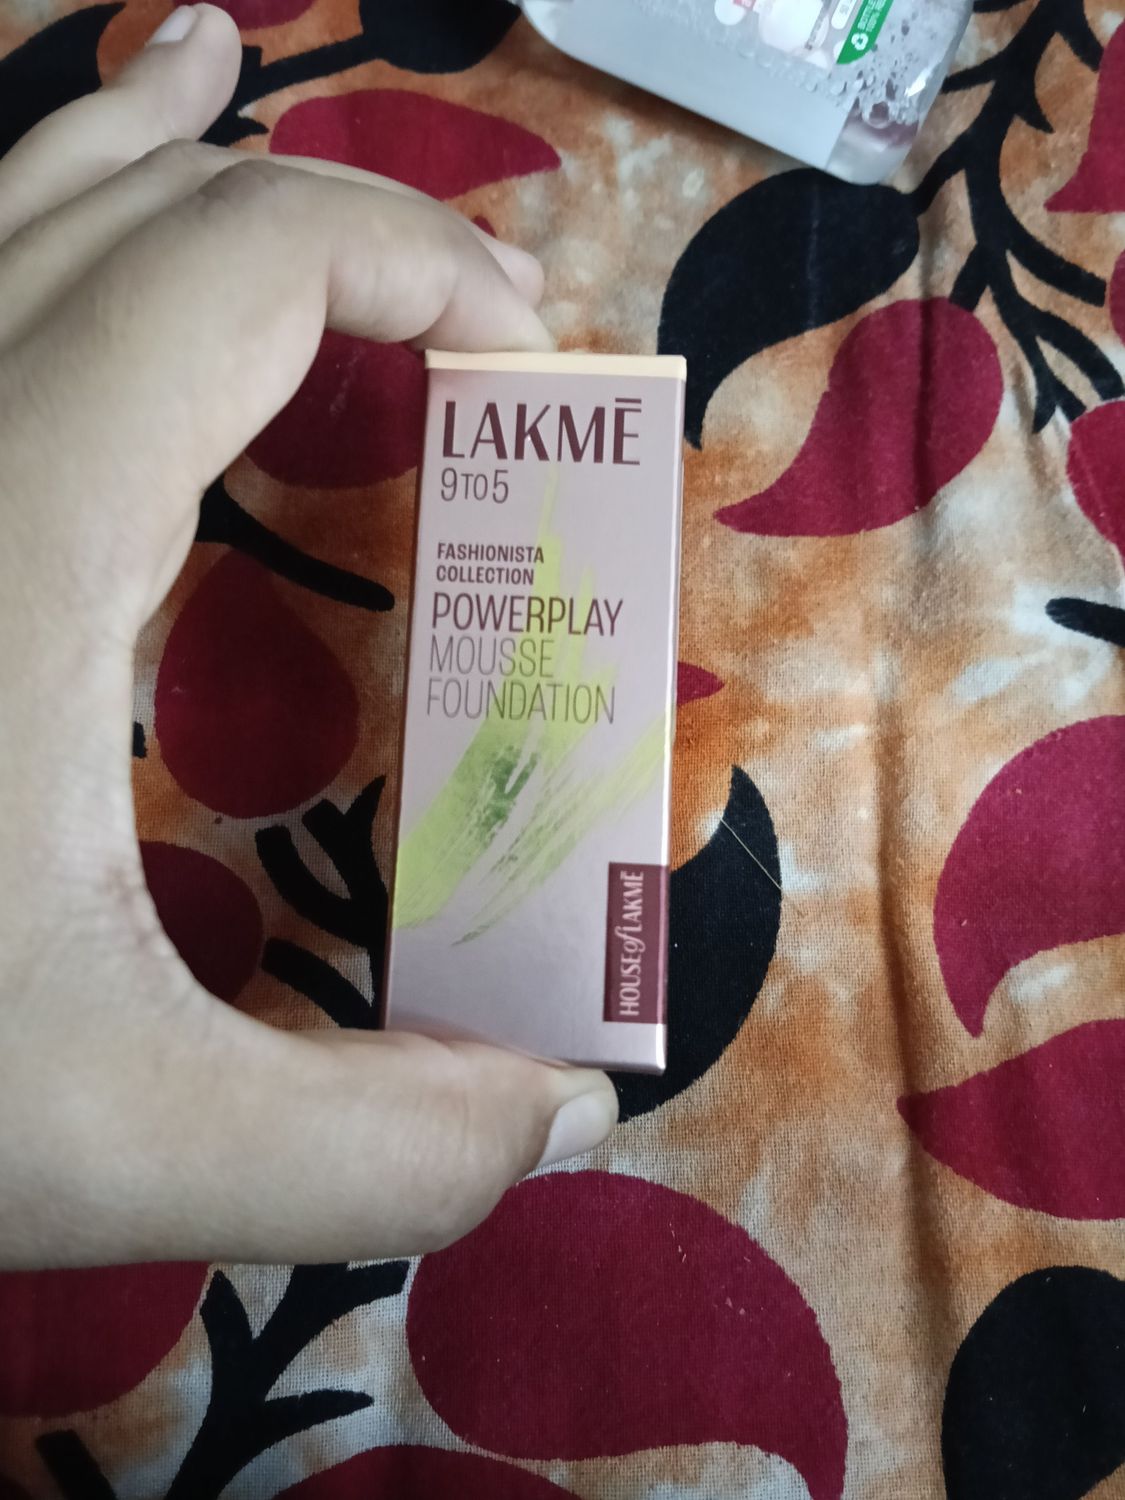 LAKMĒ
9TO5
FASHIONISTA
COLLECTION
POWERPLAY
MOUSSE
FOUNDATION
HOUSE of LAKMĒ